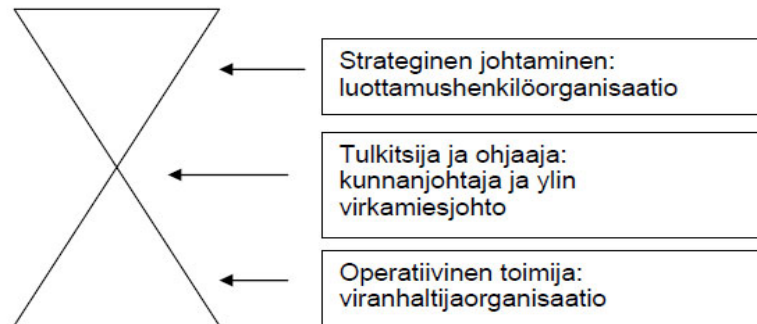 Strateginen johtaminen:
luottamushenkilöorganisaatio
Tulkitsija ja ohjaaja:
kunnanjohtaja ja ylin
virkamiesjohto
Operatiivinen toimija:
viranhaltijaorganisaatio